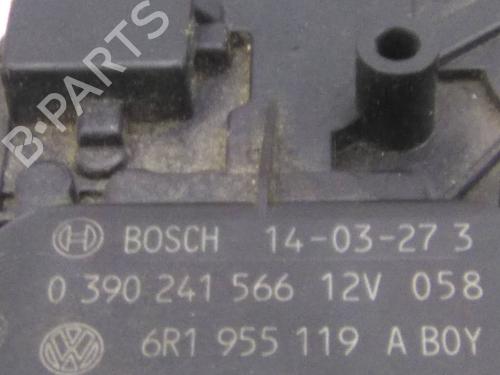 B-PARTS
BOSCH 14-03-27 3
0 390 241 566 12V 058
6R1 955 119 A BOY